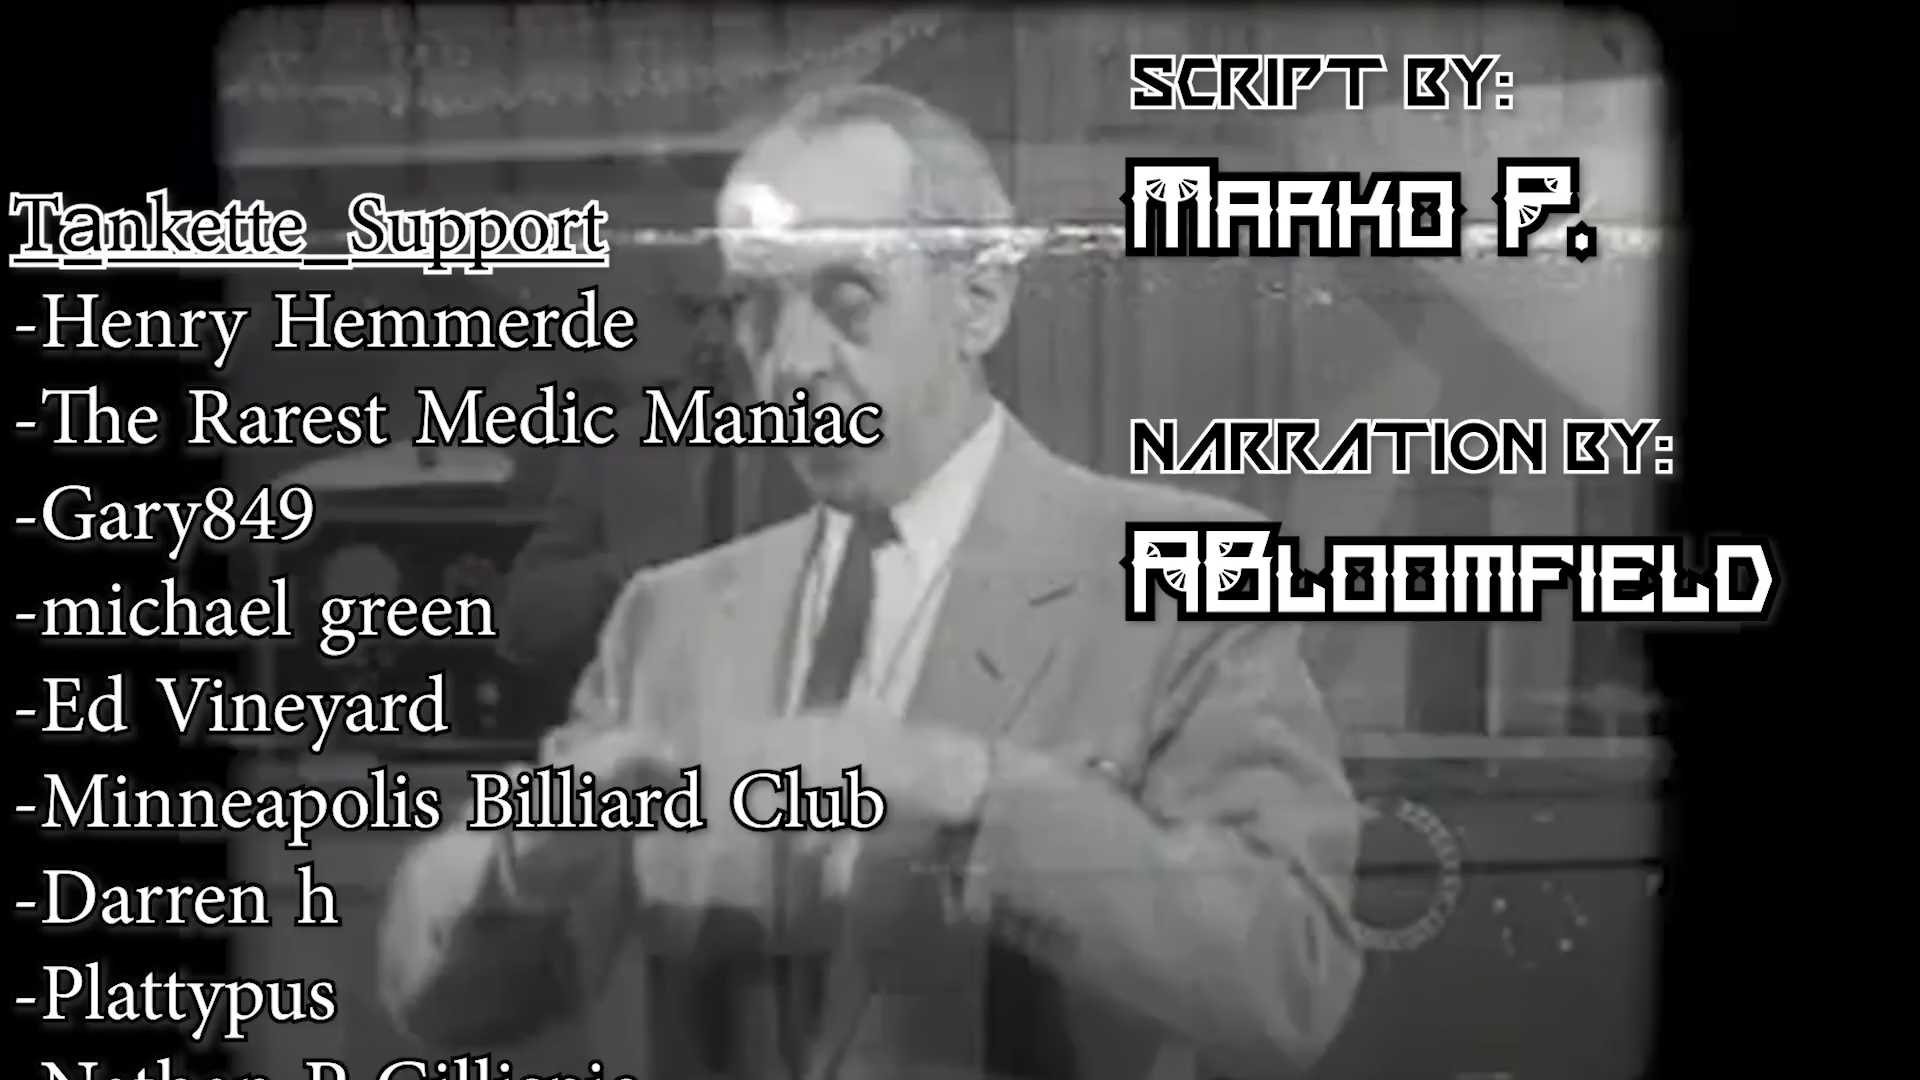 Tankette_Support
-Henry Hemmerde
-The Rarest Medic Maniac
-Gary849
-michael green
-Ed Vineyard
-Minneapolis Billiard Club
-Darren h
-Plattypus
SCRIPT BY:
MARKO P.
NARRATION BY:
ABLOOMFIELD